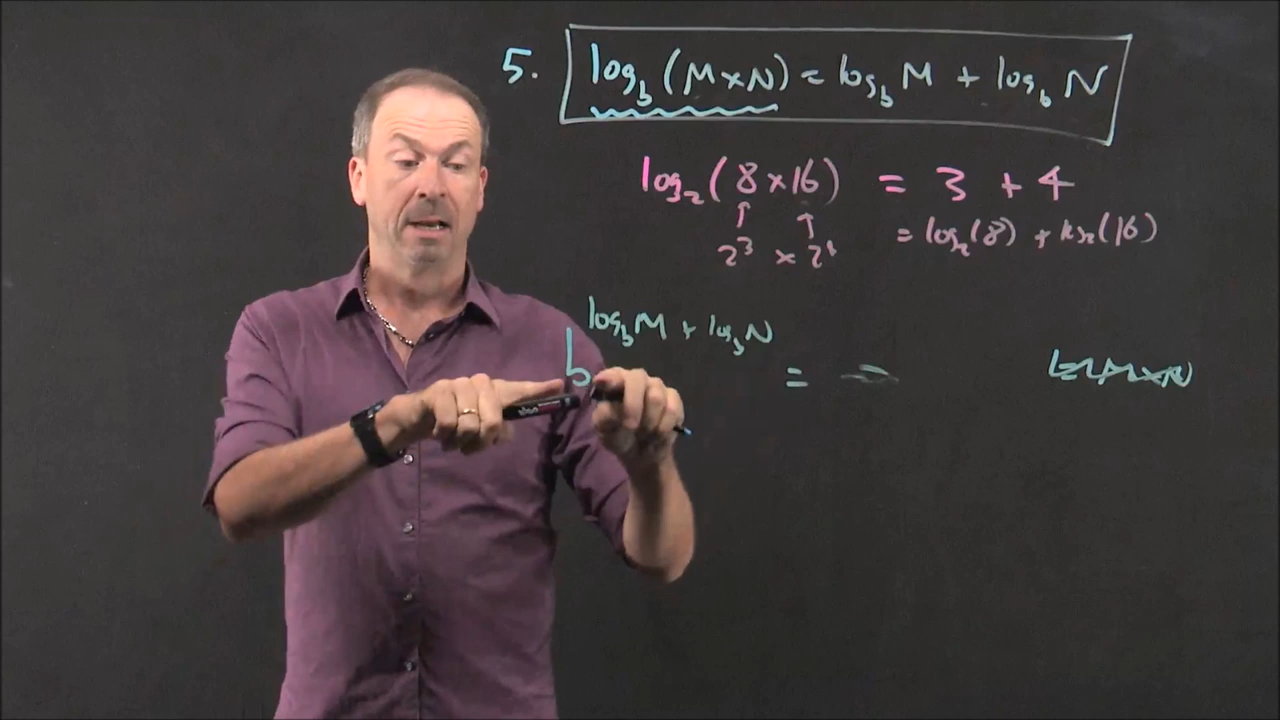 5. log_b (M×N) = log_b M + log_b N
log_2 (8×16) = 3 + 4
2^3 × 2^4 = log_2(8) + log_2(16)
b^{log_b M + log_b N} =